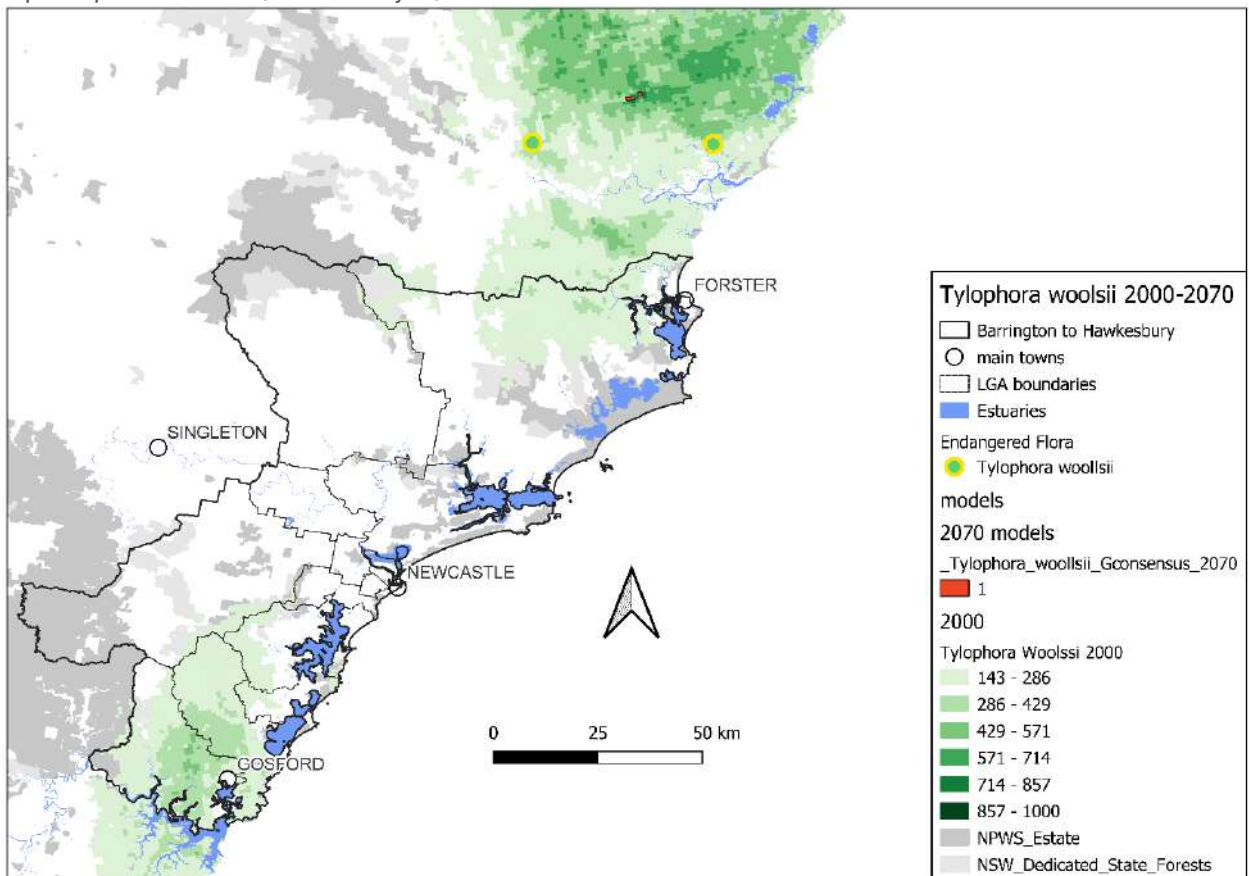 FORSTER
SINGLETON
NEWCASTLE
GOSFORD
0 25 50 km
Tylophora woolsii 2000-2070
Barrington to Hawkesbury
main towns
LGA boundaries
Estuaries
Endangered Flora
Tylophora woollsii
models
2070 models
_Tylophora_woollsii_Gconsensus_2070
1
2000
Tylophora Woolssi 2000
143 - 286
286 - 429
429 - 571
571 - 714
714 - 857
857 - 1000
NPWS_Estate
NSW_Dedicated_State_Forests